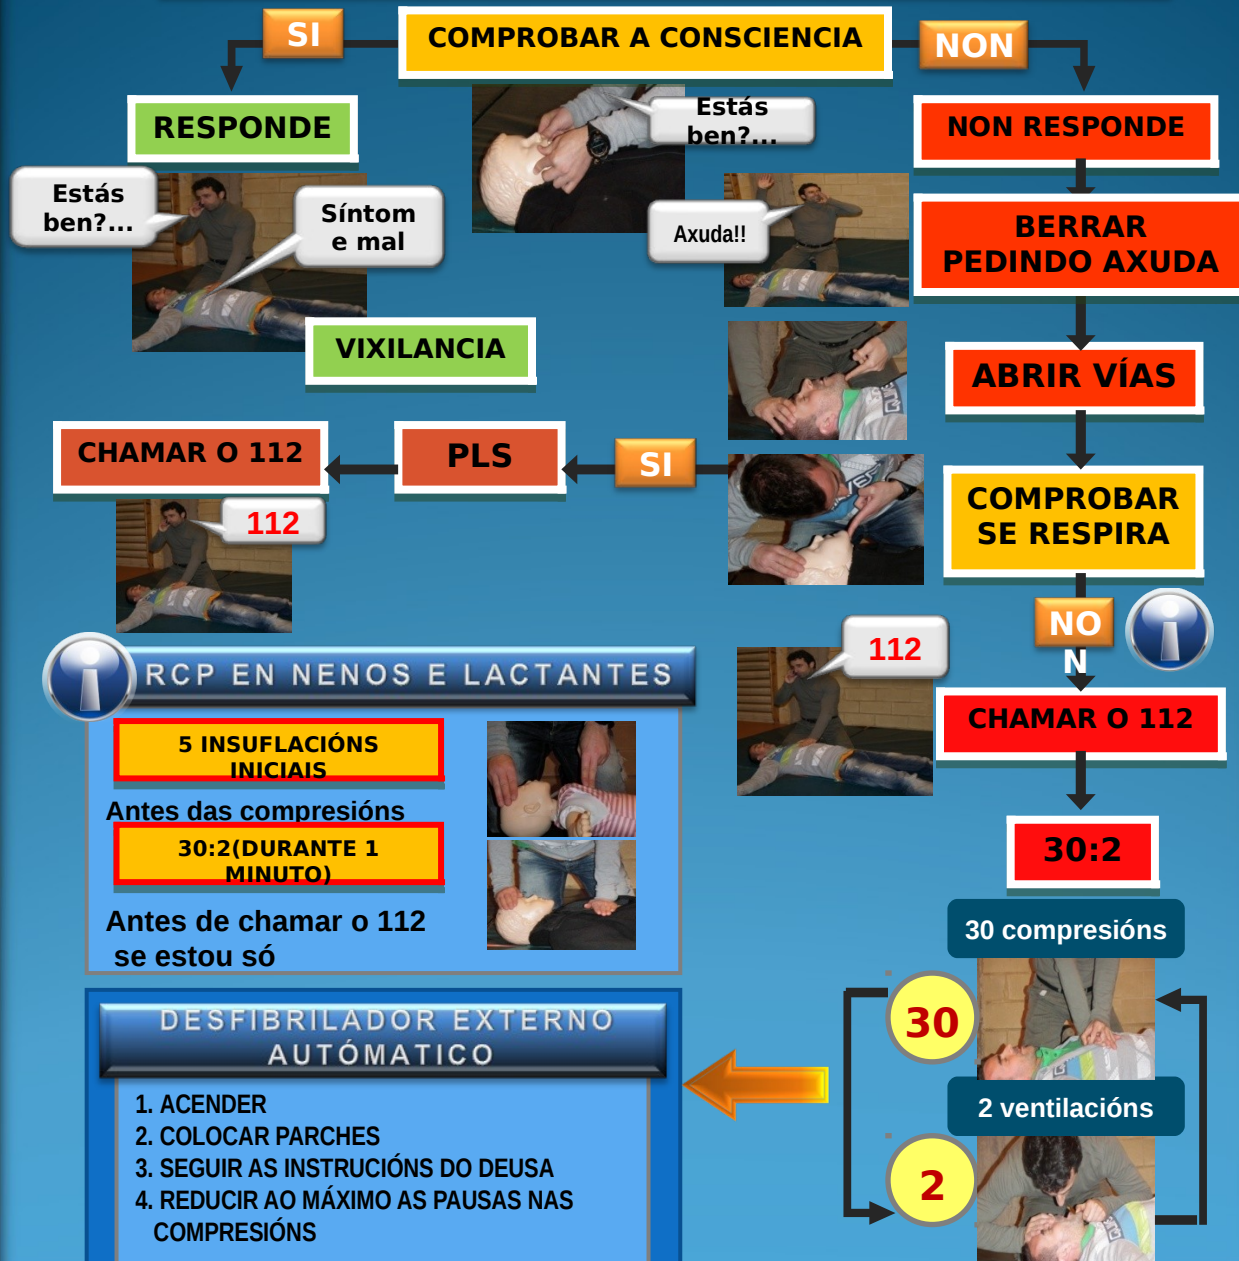 SI
COMPROBAR A CONSCIENCIA
NON
RESPONDE
Estás
ben?...
NON RESPONDE
Estás
ben?...
Síntom
e mal
Axuda!!
BERRAR
PEDINDO AXUDA
VIXILANCIA
ABRIR VÍAS
CHAMAR O 112
PLS
SI
COMPROBAR
SE RESPIRA
112
NO
N
112
CHAMAR O 112
RCP EN NENOS E LACTANTES
5 INSUFLACIÓNS
INICIAIS
Antes das compresións
30:2(DURANTE 1
MINUTO)
Antes de chamar o 112
se estou só
30:2
30 compresións
30
2 ventilacións
2
DESFIBRILADOR EXTERNO
AUTÓMATICO
1. ACENDER
2. COLOCAR PARCHES
3. SEGUIR AS INSTRUCIÓNS DO DEUSA
4. REDUCIR AO MÁXIMO AS PAUSAS NAS
COMPRESIÓNS